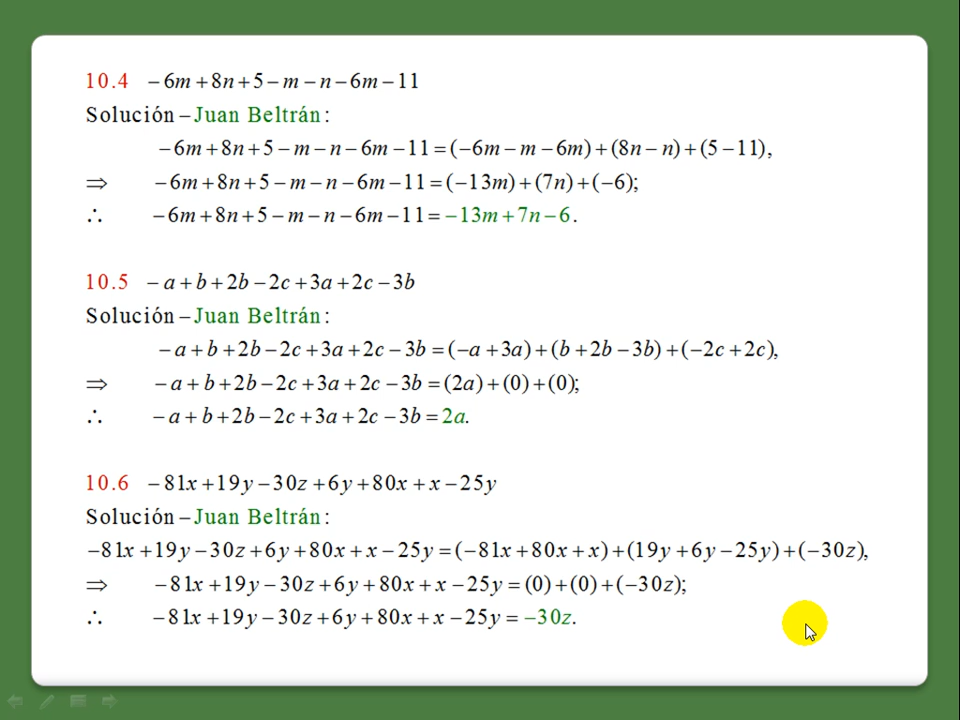 10.4 −6m+8n+5−m−n−6m−11
Solución−Juan Beltrán:
−6m+8n+5−m−n−6m−11=(−6m−m−6m)+(8n−n)+(5−11),
⇒ −6m+8n+5−m−n−6m−11=(−13m)+(7n)+(−6);
∴ −6m+8n+5−m−n−6m−11=−13m+7n−6.
10.5 −a+b+2b−2c+3a+2c−3b
Solución−Juan Beltrán:
−a+b+2b−2c+3a+2c−3b=(−a+3a)+(b+2b−3b)+(−2c+2c),
⇒ −a+b+2b−2c+3a+2c−3b=(2a)+(0)+(0);
∴ −a+b+2b−2c+3a+2c−3b=2a.
10.6 −81x+19y−30z+6y+80x+x−25y
Solución−Juan Beltrán:
−81x+19y−30z+6y+80x+x−25y=(−81x+80x+x)+(19y+6y−25y)+(−30z),
⇒ −81x+19y−30z+6y+80x+x−25y=(0)+(0)+(−30z);
∴ −81x+19y−30z+6y+80x+x−25y=−30z.